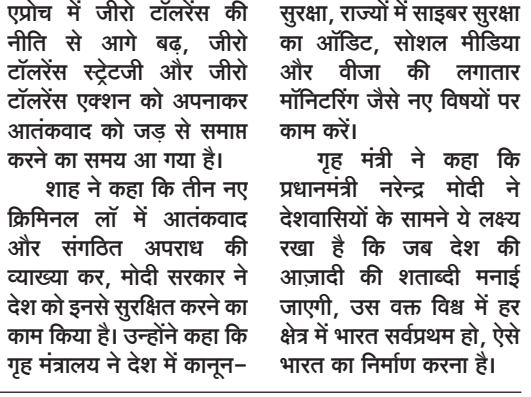 एप्रोच में जीरो टॉलरेंस की
नीति से आगे बढ़, जीरो
टॉलरेंस स्ट्रेटजी और जीरो
टॉलरेंस एक्शन को अपनाकर
आतंकवाद को जड़ से समाप्त
करने का समय आ गया है।
शाह ने कहा कि तीन नए
क्रिमिनल लॉ में आतंकवाद
और संगठित अपराध की
व्याख्या कर, मोदी सरकार ने
देश को इनसे सुरक्षित करने का
काम किया है। उन्होंने कहा कि
गृह मंत्रालय ने देश में कानून-
सुरक्षा, राज्यों में साइबर सुरक्षा
का ऑडिट, सोशल मीडिया
और वीजा की लगातार
मॉनिटरिंग जैसे नए विषयों पर
काम करें।
गृह मंत्री ने कहा कि
प्रधानमंत्री नरेन्द्र मोदी ने
देशवासियों के सामने ये लक्ष्य
रखा है कि जब देश की
आज़ादी की शताब्दी मनाई
जाएगी, उस वक्त विश्व में हर
क्षेत्र में भारत सर्वप्रथम हो, ऐसे
भारत का निर्माण करना है।